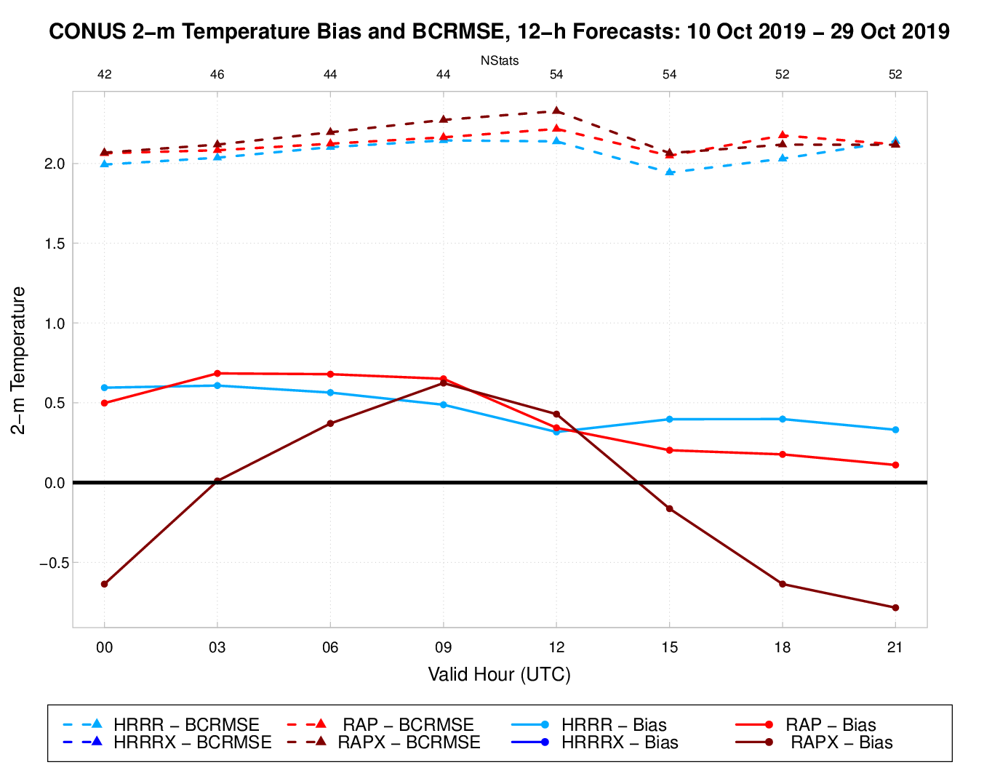 CONUS 2−m Temperature Bias and BCRMSE, 12−h Forecasts: 10 Oct 2019 − 29 Oct 2019
NStats
42 46 44 44 54 54 52 52
2.0
1.5
1.0
0.5
0.0
−0.5
2−m Temperature
00 03 06 09 12 15 18 21
Valid Hour (UTC)
HRRR − BCRMSE RAP − BCRMSE HRRR − Bias RAP − Bias
HRRRX − BCRMSE RAPX − BCRMSE HRRRX − Bias RAPX − Bias